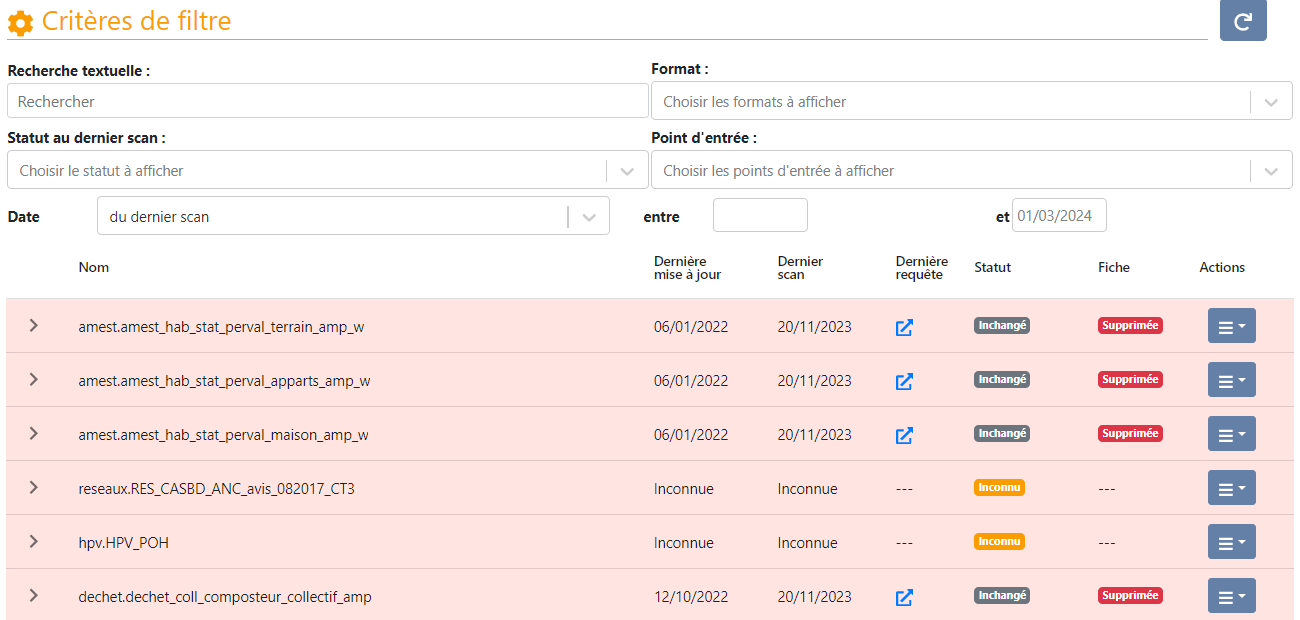 Critères de filtre
Recherche textuelle :
Format :
Rechercher
Choisir les formats à afficher
Statut au dernier scan :
Point d'entrée :
Choisir le statut à afficher
Choisir les points d'entrée à afficher
Date du dernier scan entre et 01/03/2024
Nom Dernière mise à jour Dernier scan Dernière requête Statut Fiche Actions
amest.amest_hab_stat_perval_terrain_amp_w 06/01/2022 20/11/2023 Inchangé Supprimée
amest.amest_hab_stat_perval_apparts_amp_w 06/01/2022 20/11/2023 Inchangé Supprimée
amest.amest_hab_stat_perval_maison_amp_w 06/01/2022 20/11/2023 Inchangé Supprimée
reseaux.RES_CASBD_ANC_avis_082017_CT3 Inconnue Inconnue --- Inconnu ---
hpv.HPV_POH Inconnue Inconnue --- Inconnu ---
dechet.dechet_coll_composteur_collectif_amp 12/10/2022 20/11/2023 Inchangé Supprimée